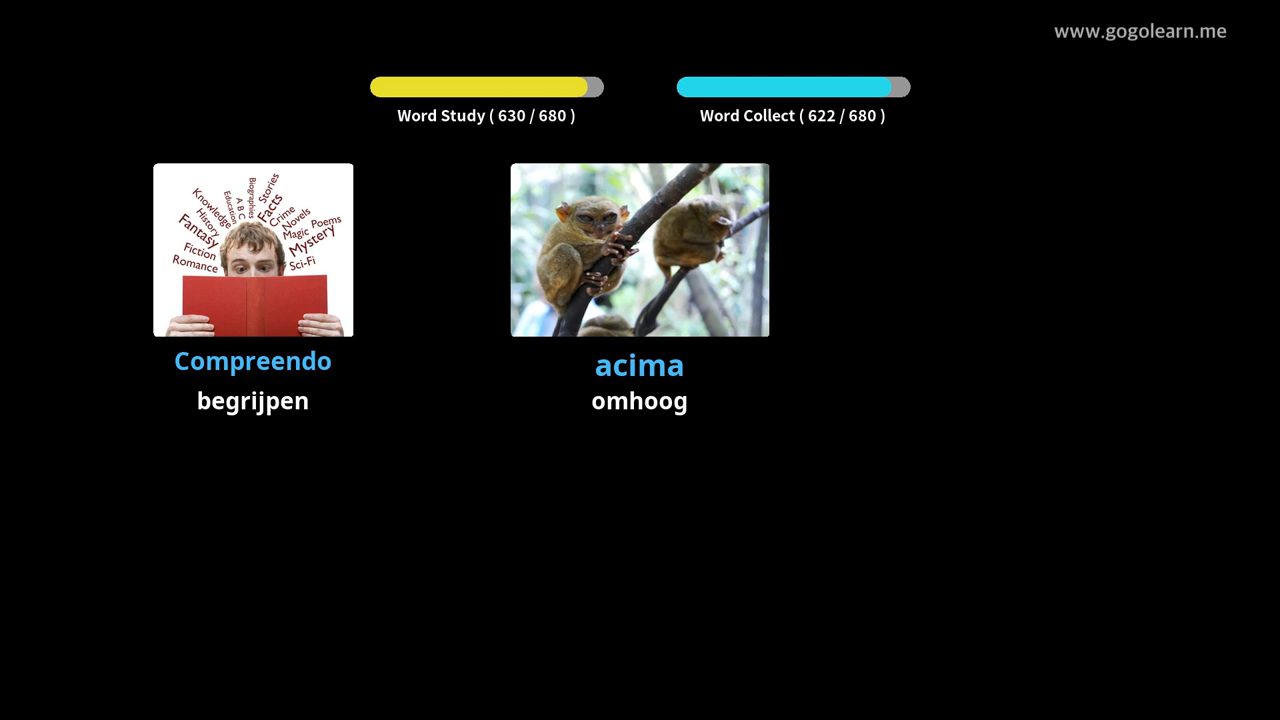 www.gogolearn.me
Word Study ( 630 / 680 )
Word Collect ( 622 / 680 )
Knowledge
History
Fantasy
Fiction
Romance
Education
A B C
Biographies
Stories
Facts
Crime
Novels
Magic
Poems
Mystery
Sci-Fi
Compreendo
begrijpen
acima
omhoog